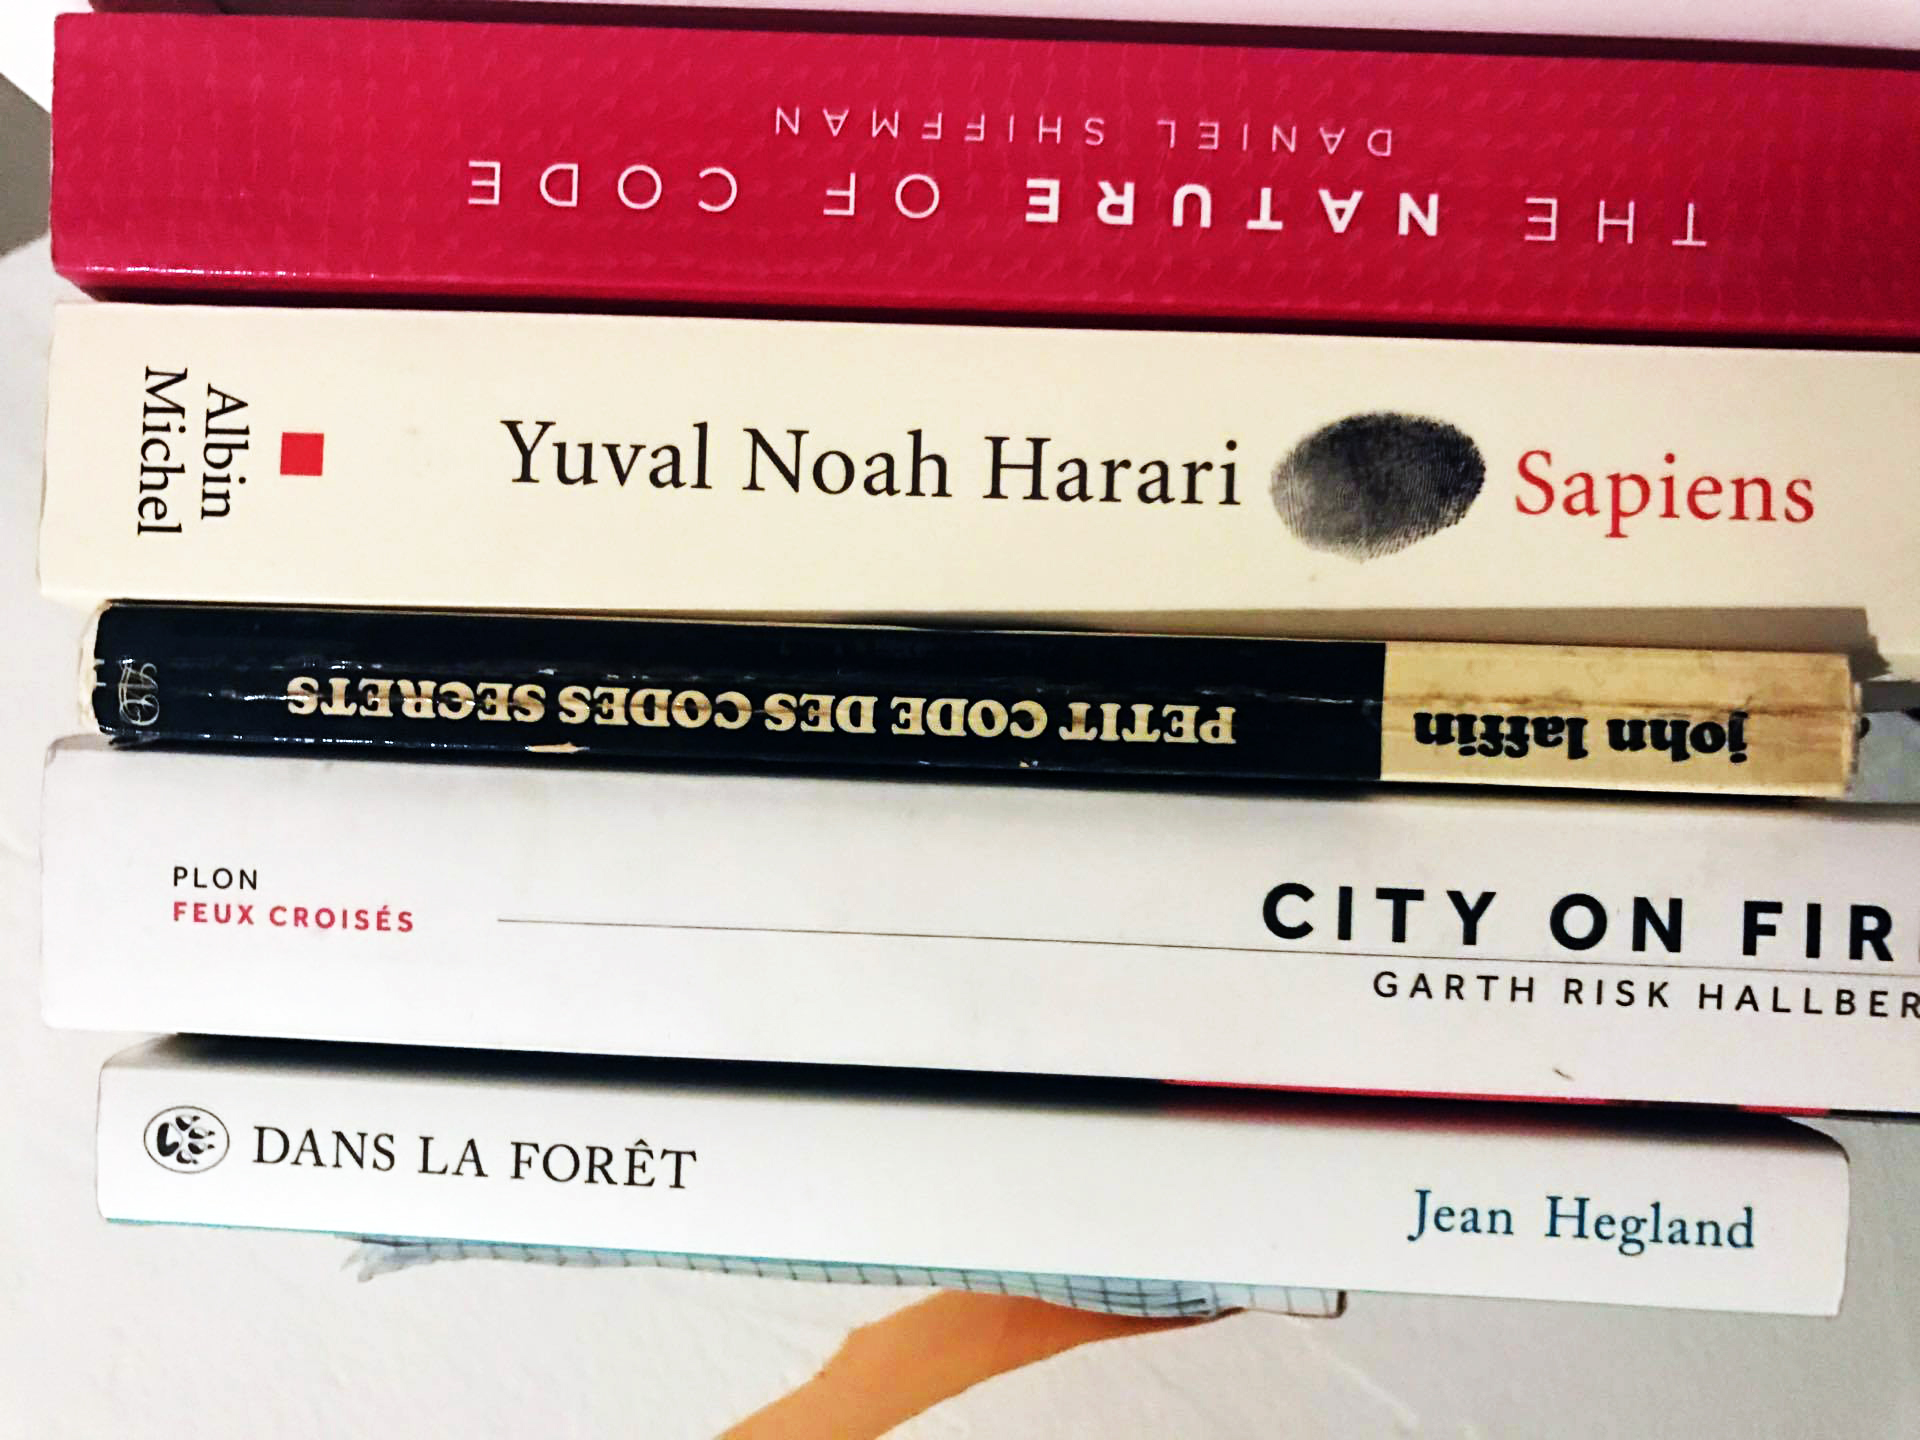 DANIEL SHIFFMAN
THE NATURE OF CODE
Albin
Michel
Yuval Noah Harari Sapiens
john laffin PETIT CODE DES CODES SECRETS
PLON
FEUX CROISÉS
CITY ON FIR
GARTH RISK HALLBER
DANS LA FORÊT Jean Hegland